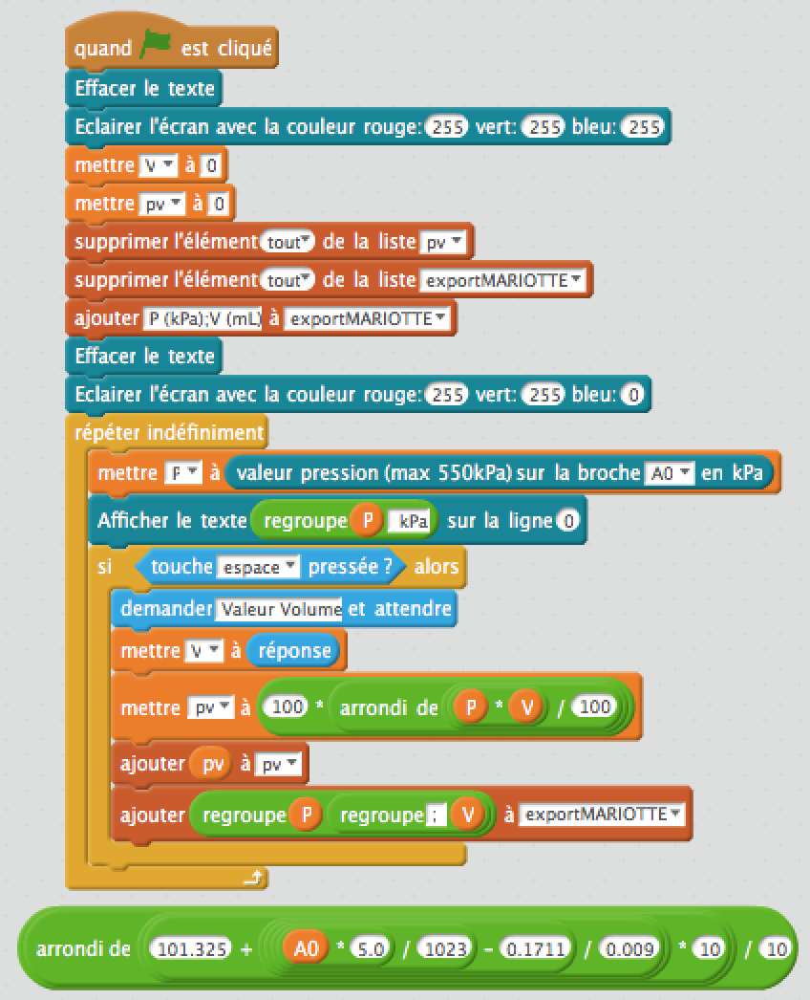 quand est cliqué
Effacer le texte
Eclairer l'écran avec la couleur rouge: 255 vert: 255 bleu: 255
mettre V à 0
mettre pv à 0
supprimer l'élément tout de la liste pv
supprimer l'élément tout de la liste exportMARIOTTE
ajouter P (kPa);V (mL) à exportMARIOTTE
Effacer le texte
Eclairer l'écran avec la couleur rouge: 255 vert: 255 bleu: 0
répéter indéfiniment
mettre P à valeur pression (max 550kPa) sur la broche A0 en kPa
Afficher le texte regroupe P kPa sur la ligne 0
si touche espace pressée ? alors
demander Valeur Volume et attendre
mettre V à réponse
mettre pv à 100 * arrondi de P * V / 100
ajouter pv à pv
ajouter regroupe P regroupe ; V à exportMARIOTTE
arrondi de 101.325 + A0 * 5.0 / 1023 - 0.1711 / 0.009 * 10 / 10